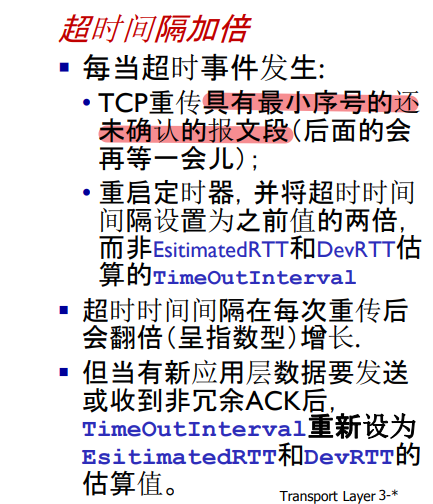 超时间隔加倍
▪ 每当超时事件发生:
• TCP重传具有最小序号的还
未确认的报文段(后面的会
再等一会儿);
• 重启定时器, 并将超时时间
间隔设置为之前值的两倍,
而非EsitimatedRTT和DevRTT估
算的TimeOutInterval
▪ 超时时间间隔在每次重传后
会翻倍(呈指数型)增长.
▪ 但当有新应用层数据要发送
或收到非冗余ACK后,
TimeOutInterval重新设为
EsitimatedRTT和DevRTT的
估算值。
Transport Layer 3-*